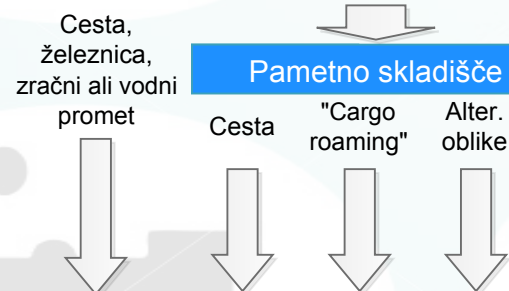 Cesta,
železnica,
zračni ali vodni
promet
Pametno skladišče
Cesta
"Cargo
roaming"
Alter.
oblike